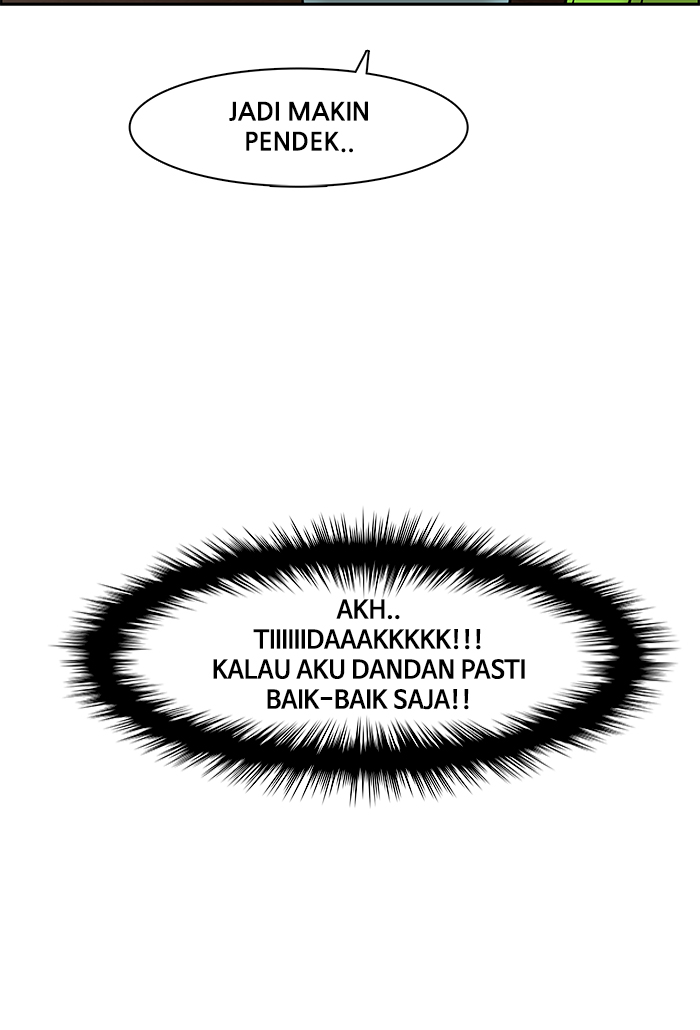 JADI MAKIN
PENDEK..
AKH..
TIIIIIIDAAAKKKKK!!!
KALAU AKU DANDAN PASTI
BAIK-BAIK SAJA!!